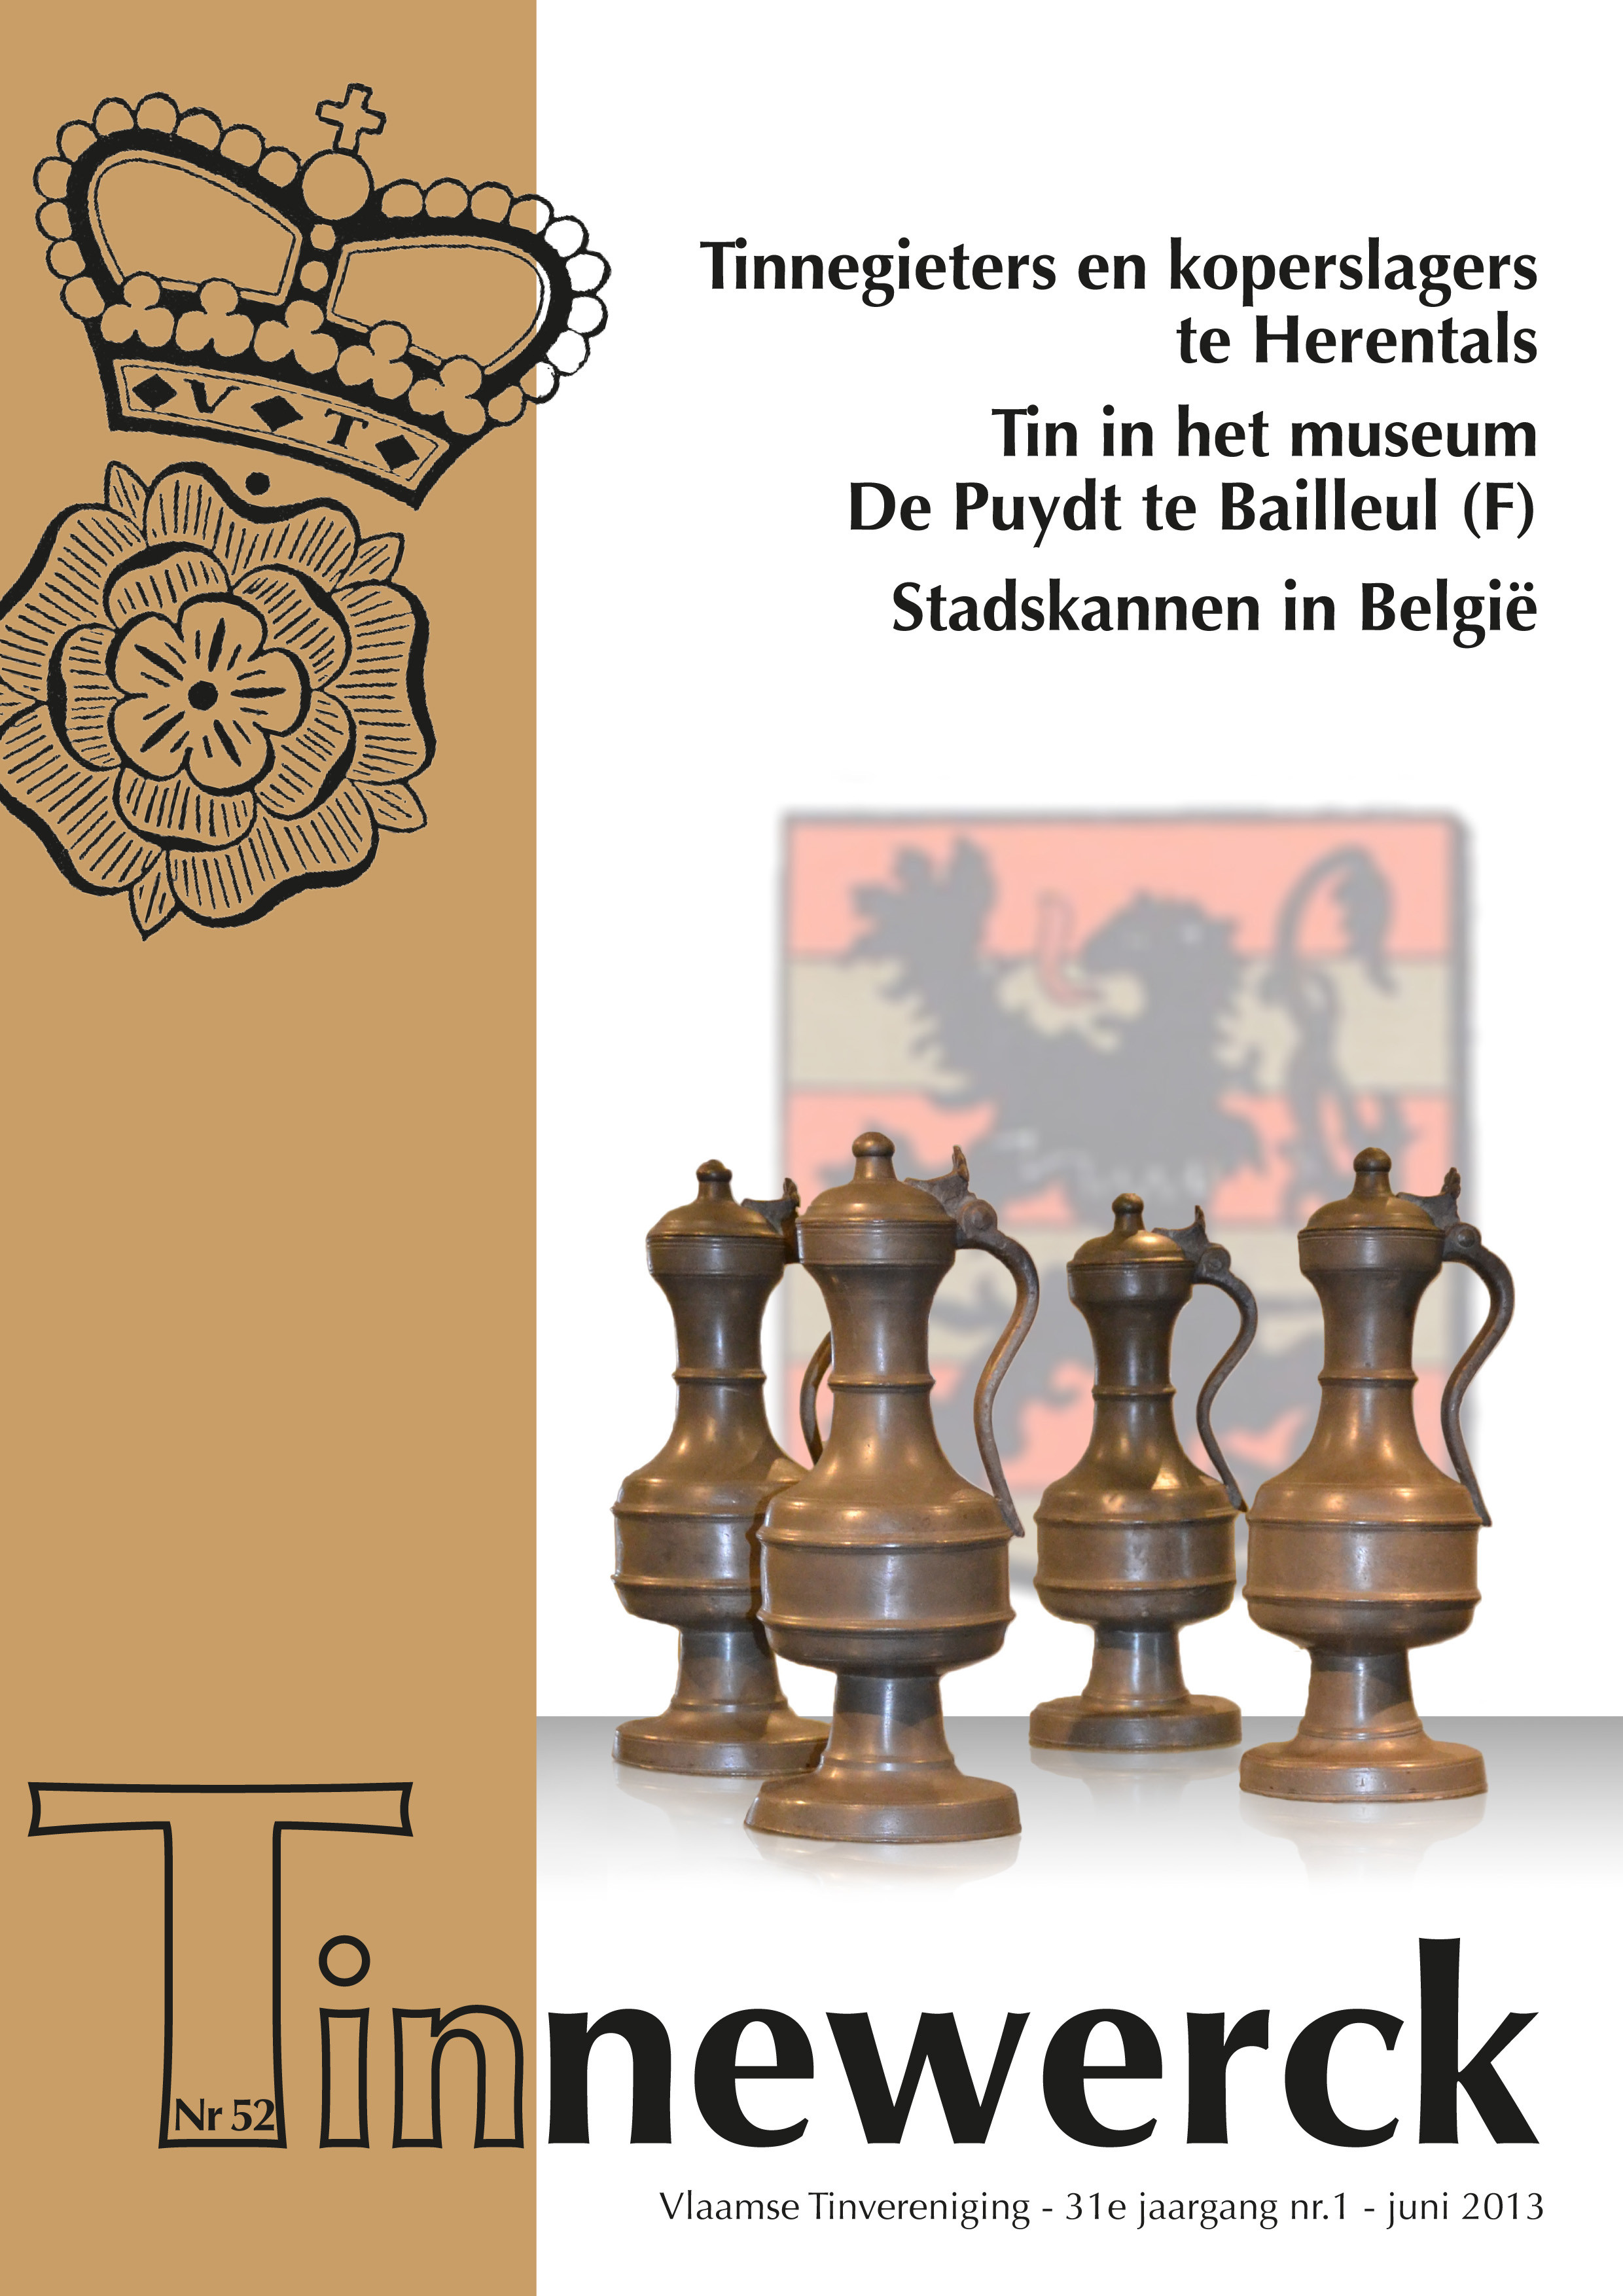 V T
Tinnegieters en koperslagers
te Herentals
Tin in het museum
De Puydt te Bailleul (F)
Stadskannen in België
Tinnewerck
Nr 52
Vlaamse Tinvereniging - 31e jaargang nr.1 - juni 2013